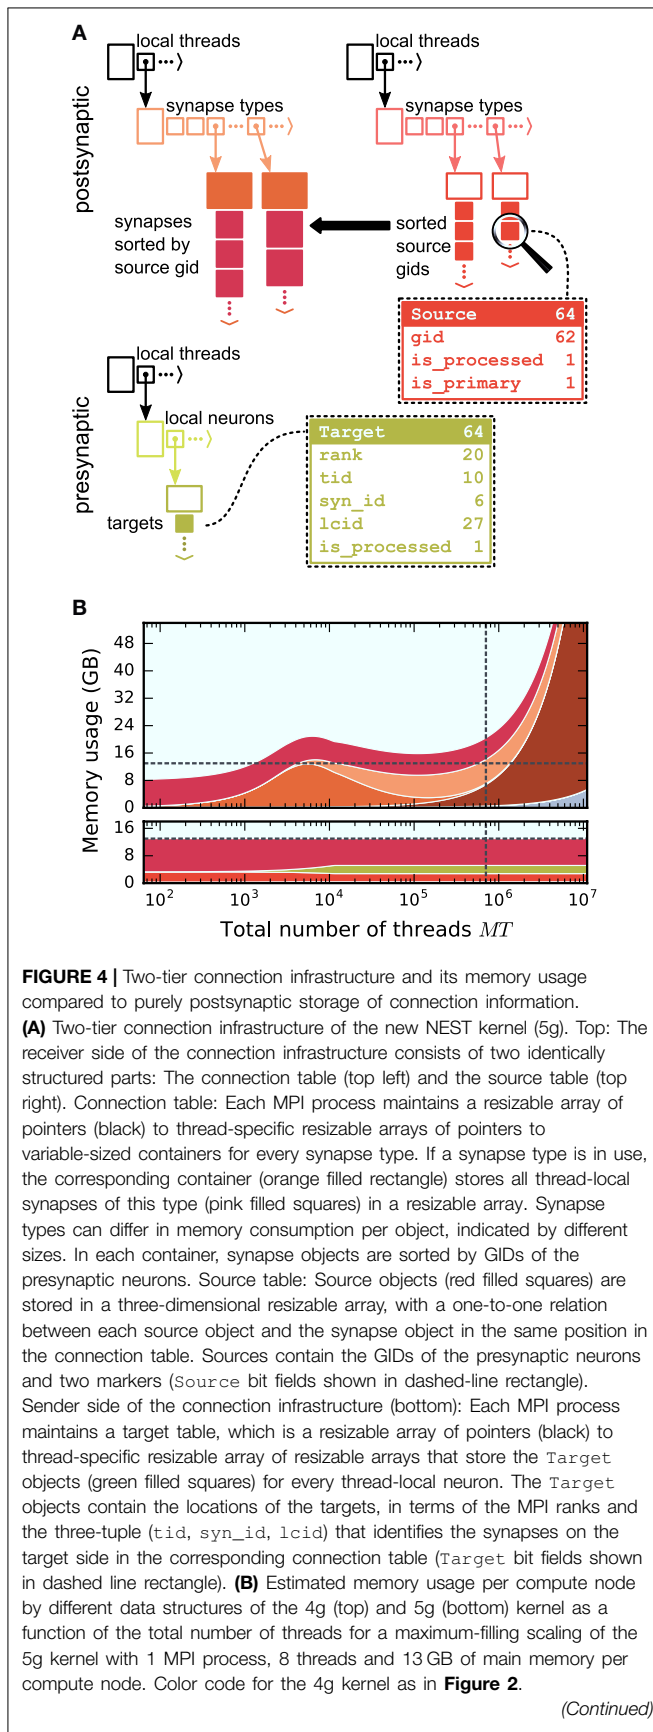 A
local threads
local threads
synapse types
synapse types
postsynaptic
synapses
sorted by
source gid
sorted
source
gids
Source 64
gid 62
is_processed 1
is_primary 1
local threads
presynaptic
local neurons
targets
Target 64
rank 20
tid 10
syn_id 6
lcid 27
is_processed 1
B
Memory usage (GB)
48
40
32
24
16
8
0
16
8
0
10^2 10^3 10^4 10^5 10^6 10^7
Total number of threads MT
FIGURE 4 | Two-tier connection infrastructure and its memory usage
compared to purely postsynaptic storage of connection information.
(A) Two-tier connection infrastructure of the new NEST kernel (5g). Top: The
receiver side of the connection infrastructure consists of two identically
structured parts: The connection table (top left) and the source table (top
right). Connection table: Each MPI process maintains a resizable array of
pointers (black) to thread-specific resizable arrays of pointers to
variable-sized containers for every synapse type. If a synapse type is in use,
the corresponding container (orange filled rectangle) stores all thread-local
synapses of this type (pink filled squares) in a resizable array. Synapse
types can differ in memory consumption per object, indicated by different
sizes. In each container, synapse objects are sorted by GIDs of the
presynaptic neurons. Source table: Source objects (red filled squares) are
stored in a three-dimensional resizable array, with a one-to-one relation
between each source object and the synapse object in the same position in
the connection table. Sources contain the GIDs of the presynaptic neurons
and two markers (Source bit fields shown in dashed-line rectangle).
Sender side of the connection infrastructure (bottom): Each MPI process
maintains a target table, which is a resizable array of pointers (black) to
thread-specific resizable array of resizable arrays that store the Target
objects (green filled squares) for every thread-local neuron. The Target
objects contain the locations of the targets, in terms of the MPI ranks and
the three-tuple (tid, syn_id, lcid) that identifies the synapses on the
target side in the corresponding connection table (Target bit fields shown
in dashed line rectangle). (B) Estimated memory usage per compute node
by different data structures of the 4g (top) and 5g (bottom) kernel as a
function of the total number of threads for a maximum-filling scaling of the
5g kernel with 1 MPI process, 8 threads and 13 GB of main memory per
compute node. Color code for the 4g kernel as in Figure 2.
(Continued)